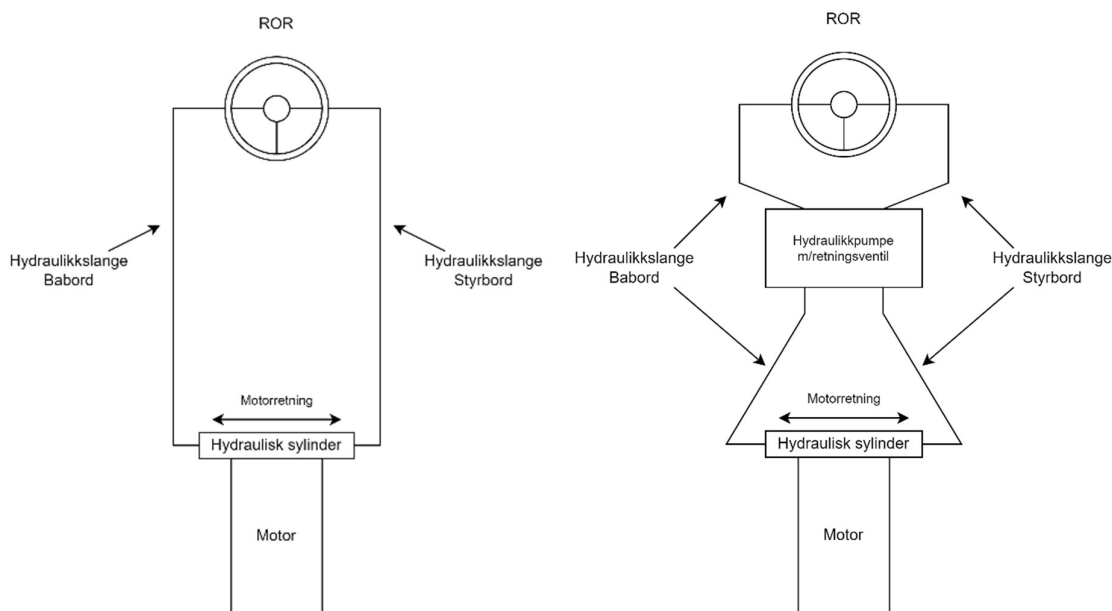 ROR
Hydraulikkslange
Babord
Hydraulikkslange
Styrbord
Motorretning
Hydraulisk sylinder
Motor
ROR
Hydraulikkpumpe
m/retningsventil
Hydraulikkslange
Babord
Hydraulikkslange
Styrbord
Motorretning
Hydraulisk sylinder
Motor